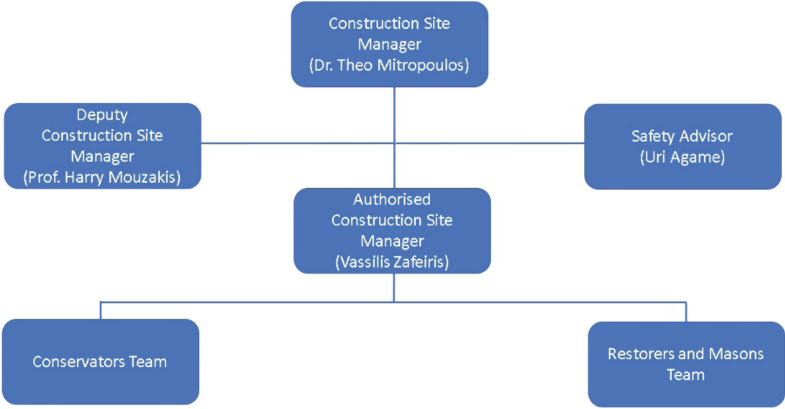 Construction Site
Manager
(Dr. Theo Mitropoulos)
Deputy
Construction Site
Manager
(Prof. Harry Mouzakis)
Safety Advisor
(Uri Agame)
Authorised
Construction Site
Manager
(Vassilis Zafeiris)
Conservators Team
Restorers and Masons
Team